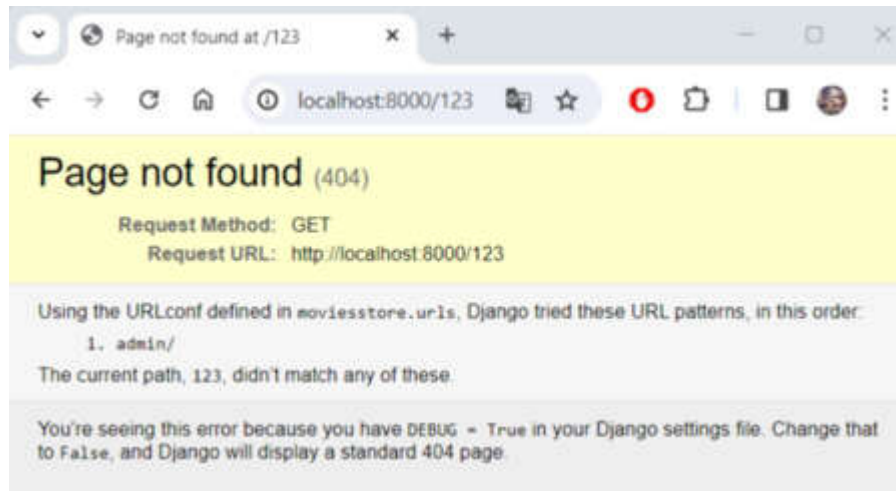 Page not found at /123
localhost:8000/123
Page not found (404)
Request Method: GET
Request URL: http://localhost:8000/123
Using the URLconf defined in moviesstore.urls, Django tried these URL patterns, in this order:
1. admin/
The current path, 123, didn't match any of these.
You're seeing this error because you have DEBUG = True in your Django settings file. Change that
to False, and Django will display a standard 404 page.